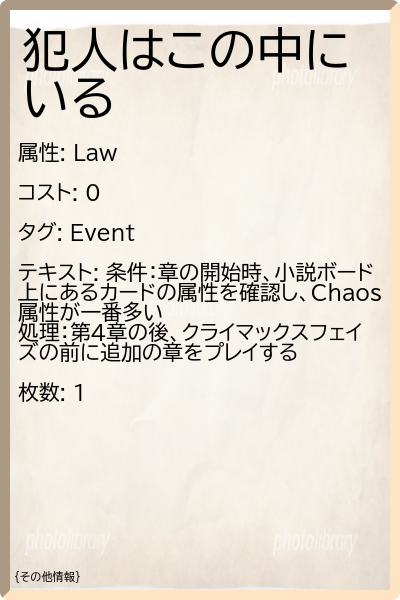 犯人はこの中に
いる
属性: Law
コスト: 0
タグ: Event
テキスト: 条件：章の開始時、小説ボード
上にあるカードの属性を確認し、Chaos
属性が一番多い
処理：第4章の後、クライマックスフェイ
ズの前に追加の章をプレイする
枚数: 1
photolibrary
photolibrary
photolibrary
photolibrary
{その他情報}